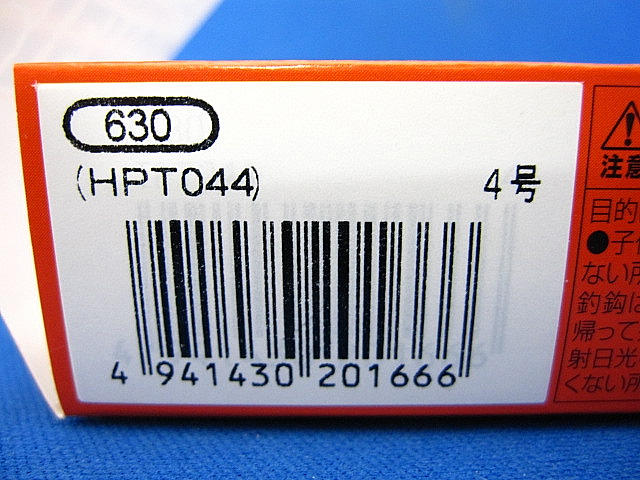 630
(HPT044)
4号
4 941430 201666
注意
目的
●子
ない所
釣鈎は
帰って
射日光
くない所